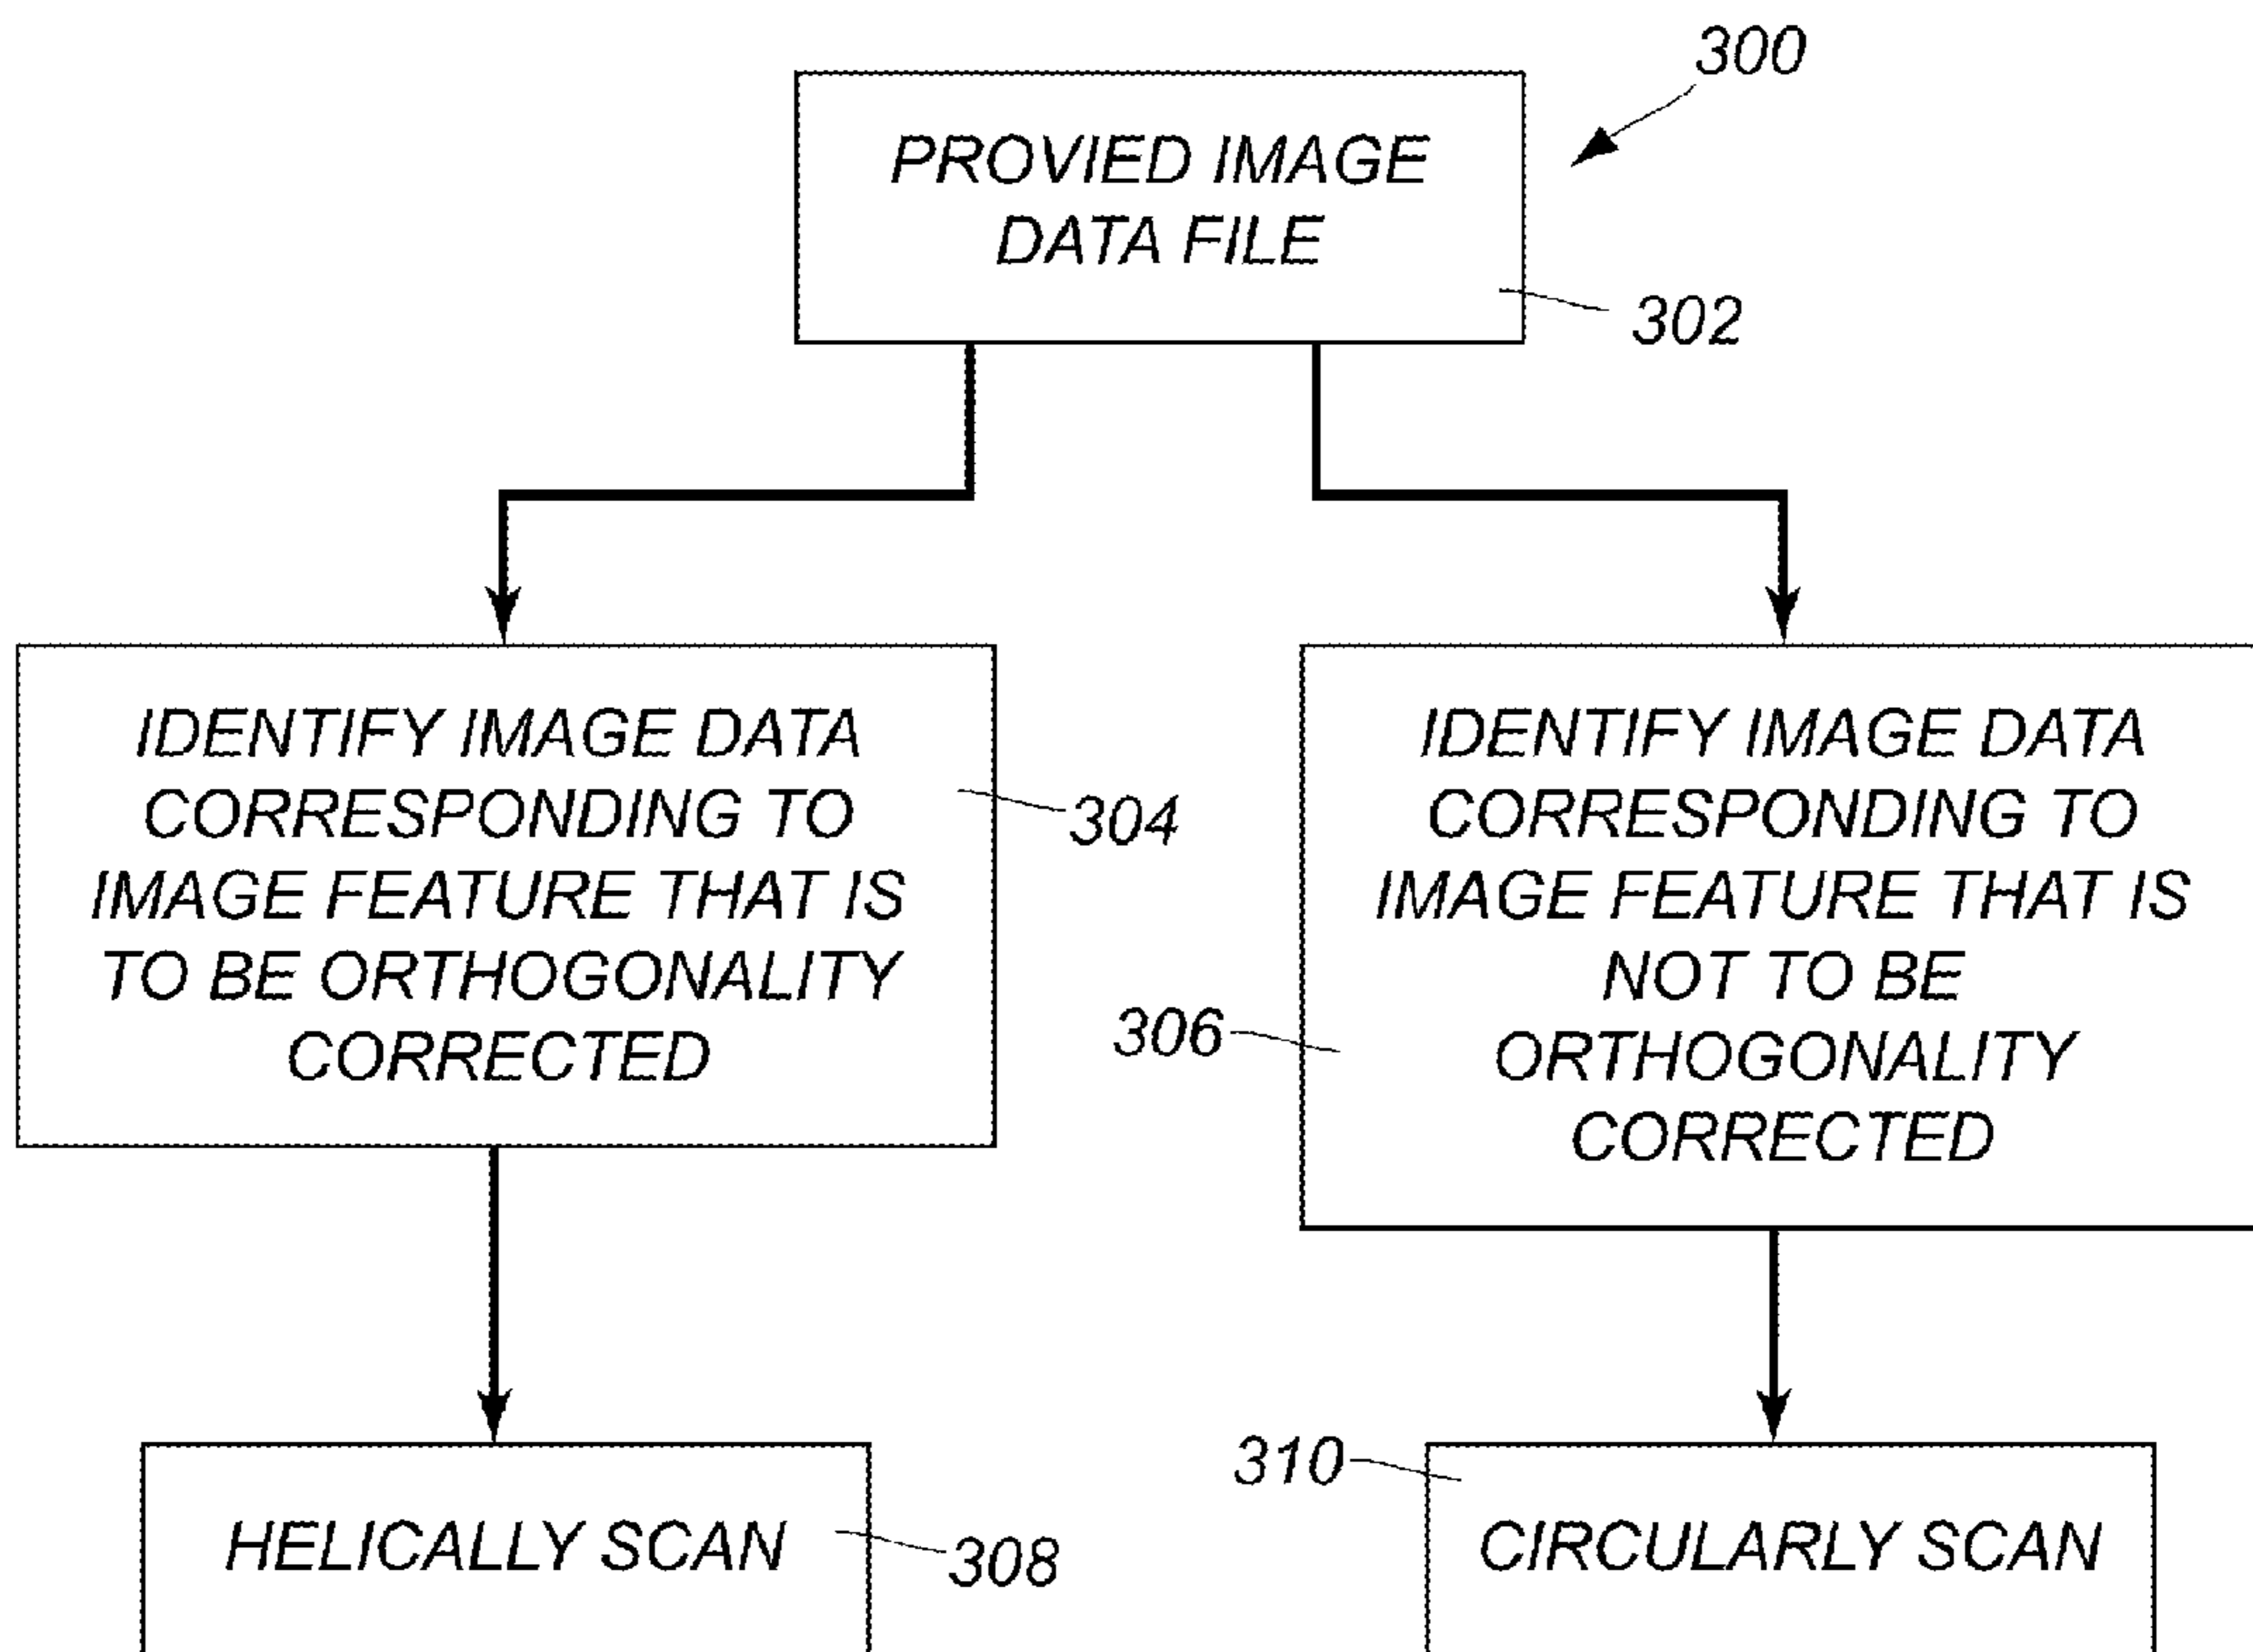 300
PROVIED IMAGE
DATA FILE
302
IDENTIFY IMAGE DATA
CORRESPONDING TO
IMAGE FEATURE THAT IS
TO BE ORTHOGONALITY
CORRECTED
304
IDENTIFY IMAGE DATA
CORRESPONDING TO
IMAGE FEATURE THAT IS
NOT TO BE
ORTHOGONALITY
CORRECTED
306
HELICALLY SCAN
308
310
CIRCULARLY SCAN